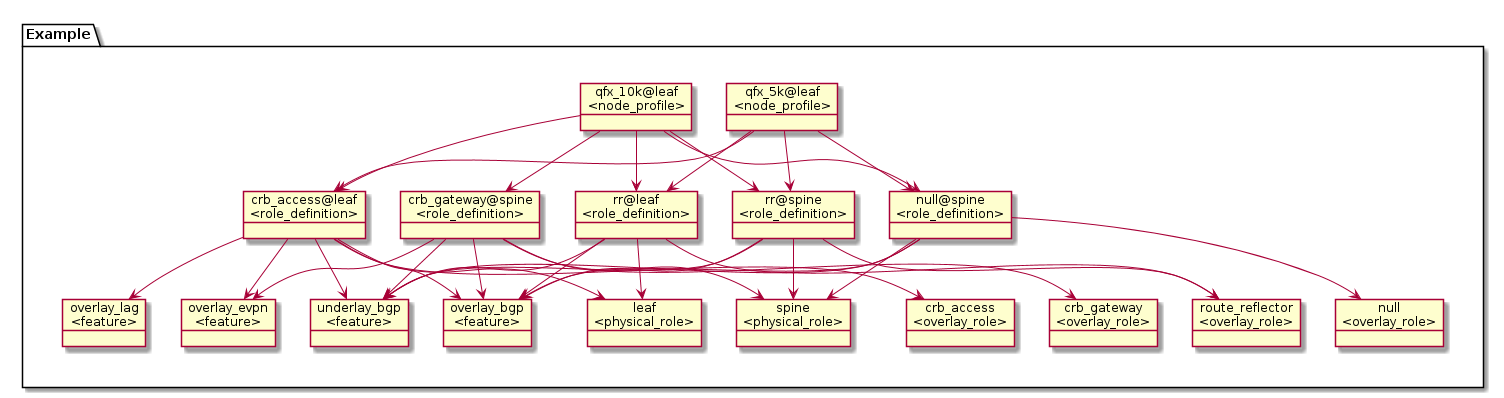 Example
qfx_10k@leaf
<node_profile>
qfx_5k@leaf
<node_profile>
crb_access@leaf
<role_definition>
crb_gateway@spine
<role_definition>
rr@leaf
<role_definition>
rr@spine
<role_definition>
null@spine
<role_definition>
overlay_lag
<feature>
overlay_evpn
<feature>
underlay_bgp
<feature>
overlay_bgp
<feature>
leaf
<physical_role>
spine
<physical_role>
crb_access
<overlay_role>
crb_gateway
<overlay_role>
route_reflector
<overlay_role>
null
<overlay_role>